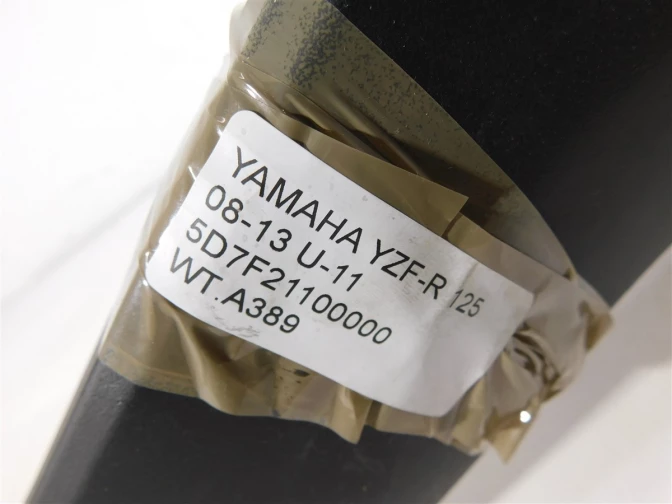 YAMAHA YZF-R 125
08-13 U-11
5D7F21100000
WT.A389